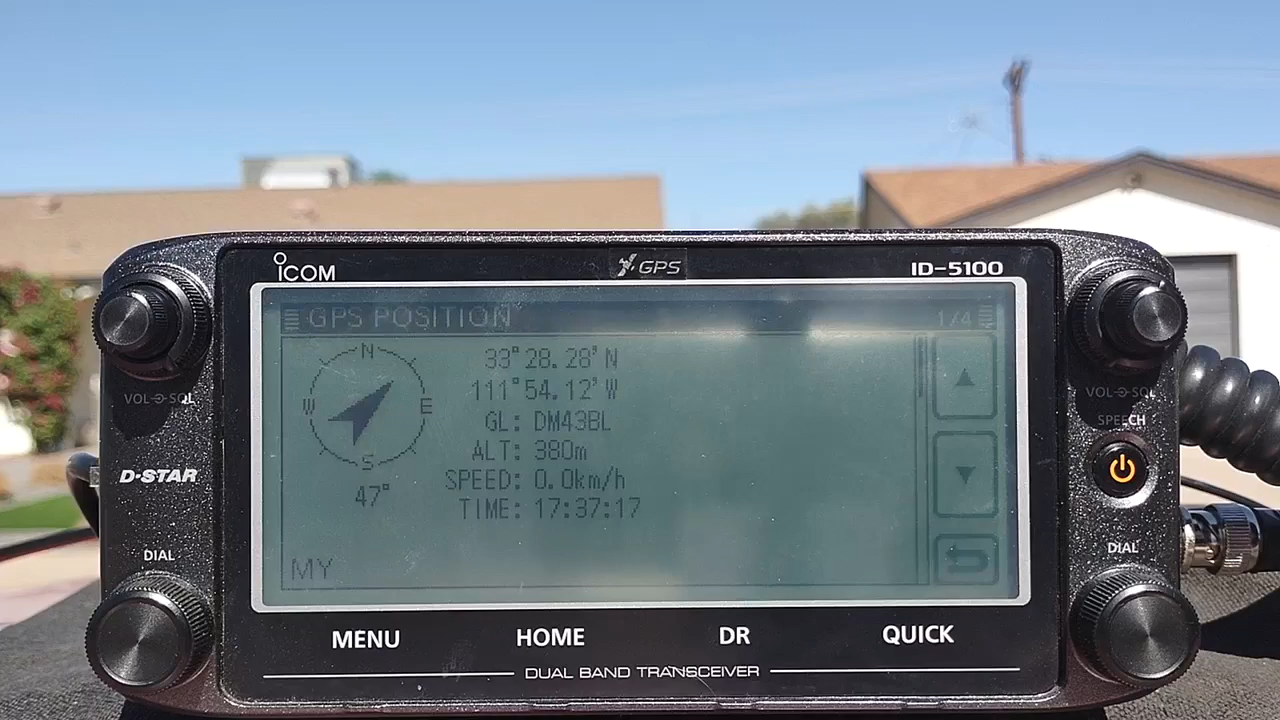 ICOM
GPS
ID-5100
GPS POSITION
1/4
N
W
E
S
47°
33°28.28'N
111°54.12'W
GL: DM43BL
ALT: 380m
SPEED: 0.0km/h
TIME: 17:37:17
MY
VOL SQL
D-STAR
DIAL
VOL SQL
SPEECH
DIAL
MENU
HOME
DR
QUICK
DUAL BAND TRANSCEIVER